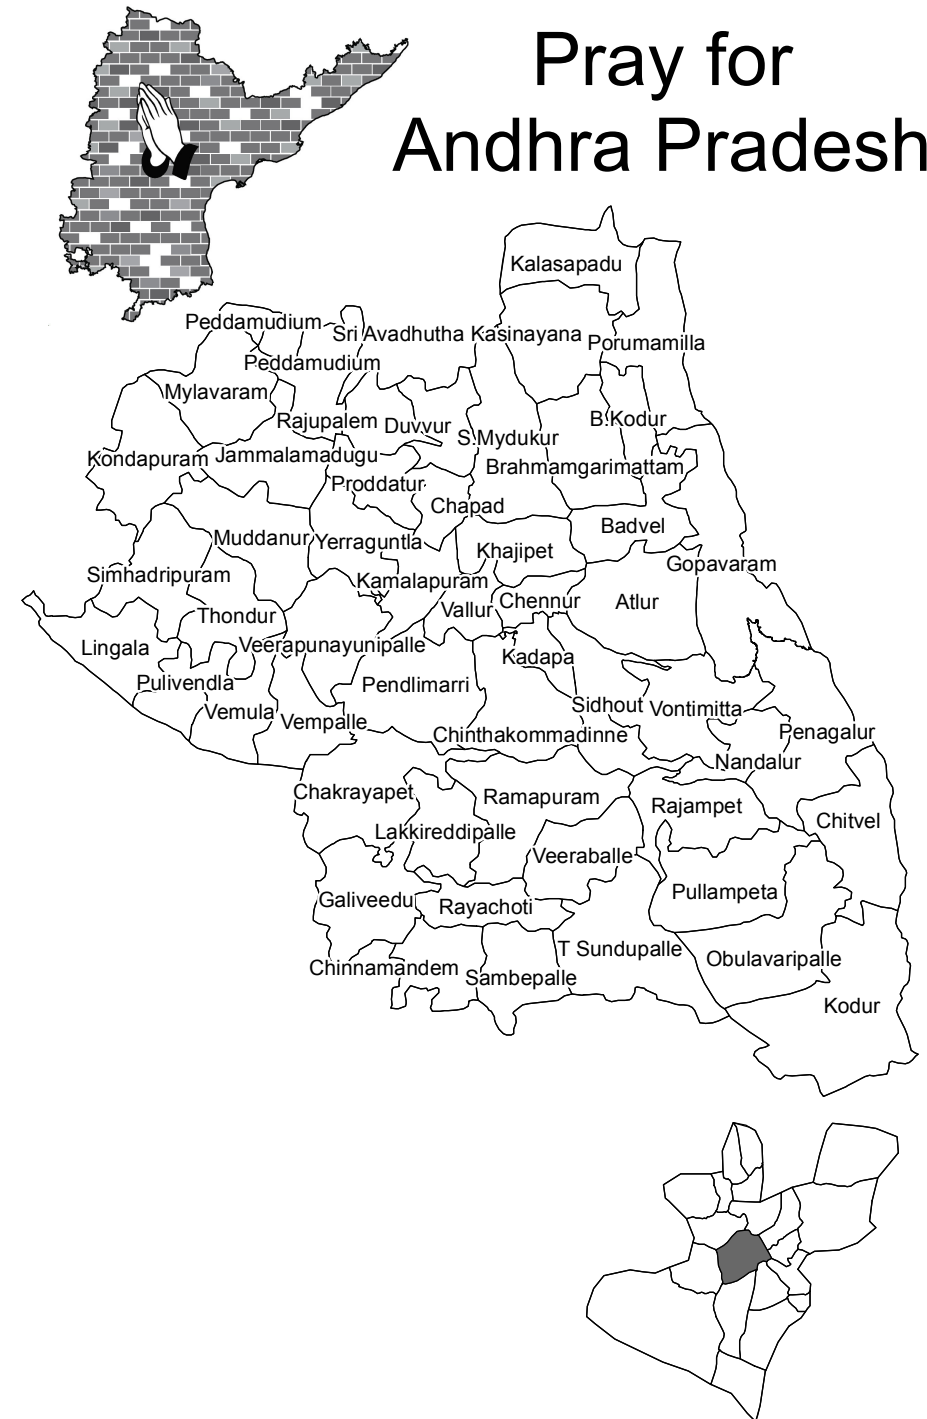 Pray for
Andhra Pradesh
Kalasapadu
Peddamudium
Sri Avadhutha Kasinayana
Porumamilla
Peddamudium
Mylavaram
Rajupalem
Duvvur
B.Kodur
S.Mydukur
Kondapuram
Jammalamadugu
Brahmamgarimattam
Proddatur
Chapad
Badvel
Muddanur
Yerraguntla
Khajipet
Gopavaram
Simhadripuram
Kamalapuram
Vallur
Chennur
Atlur
Thondur
Lingala
Veerapunayunipalle
Kadapa
Pulivendla
Pendlimarri
Vemula
Vempalle
Sidhout
Vontimitta
Chinthakommadinne
Penagalur
Nandalur
Chakrayapet
Ramapuram
Rajampet
Chitvel
Lakkireddipalle
Veeraballe
Galiveedu
Rayachoti
Pullampeta
T Sundupalle
Obulavaripalle
Chinnamandem
Sambepalle
Kodur